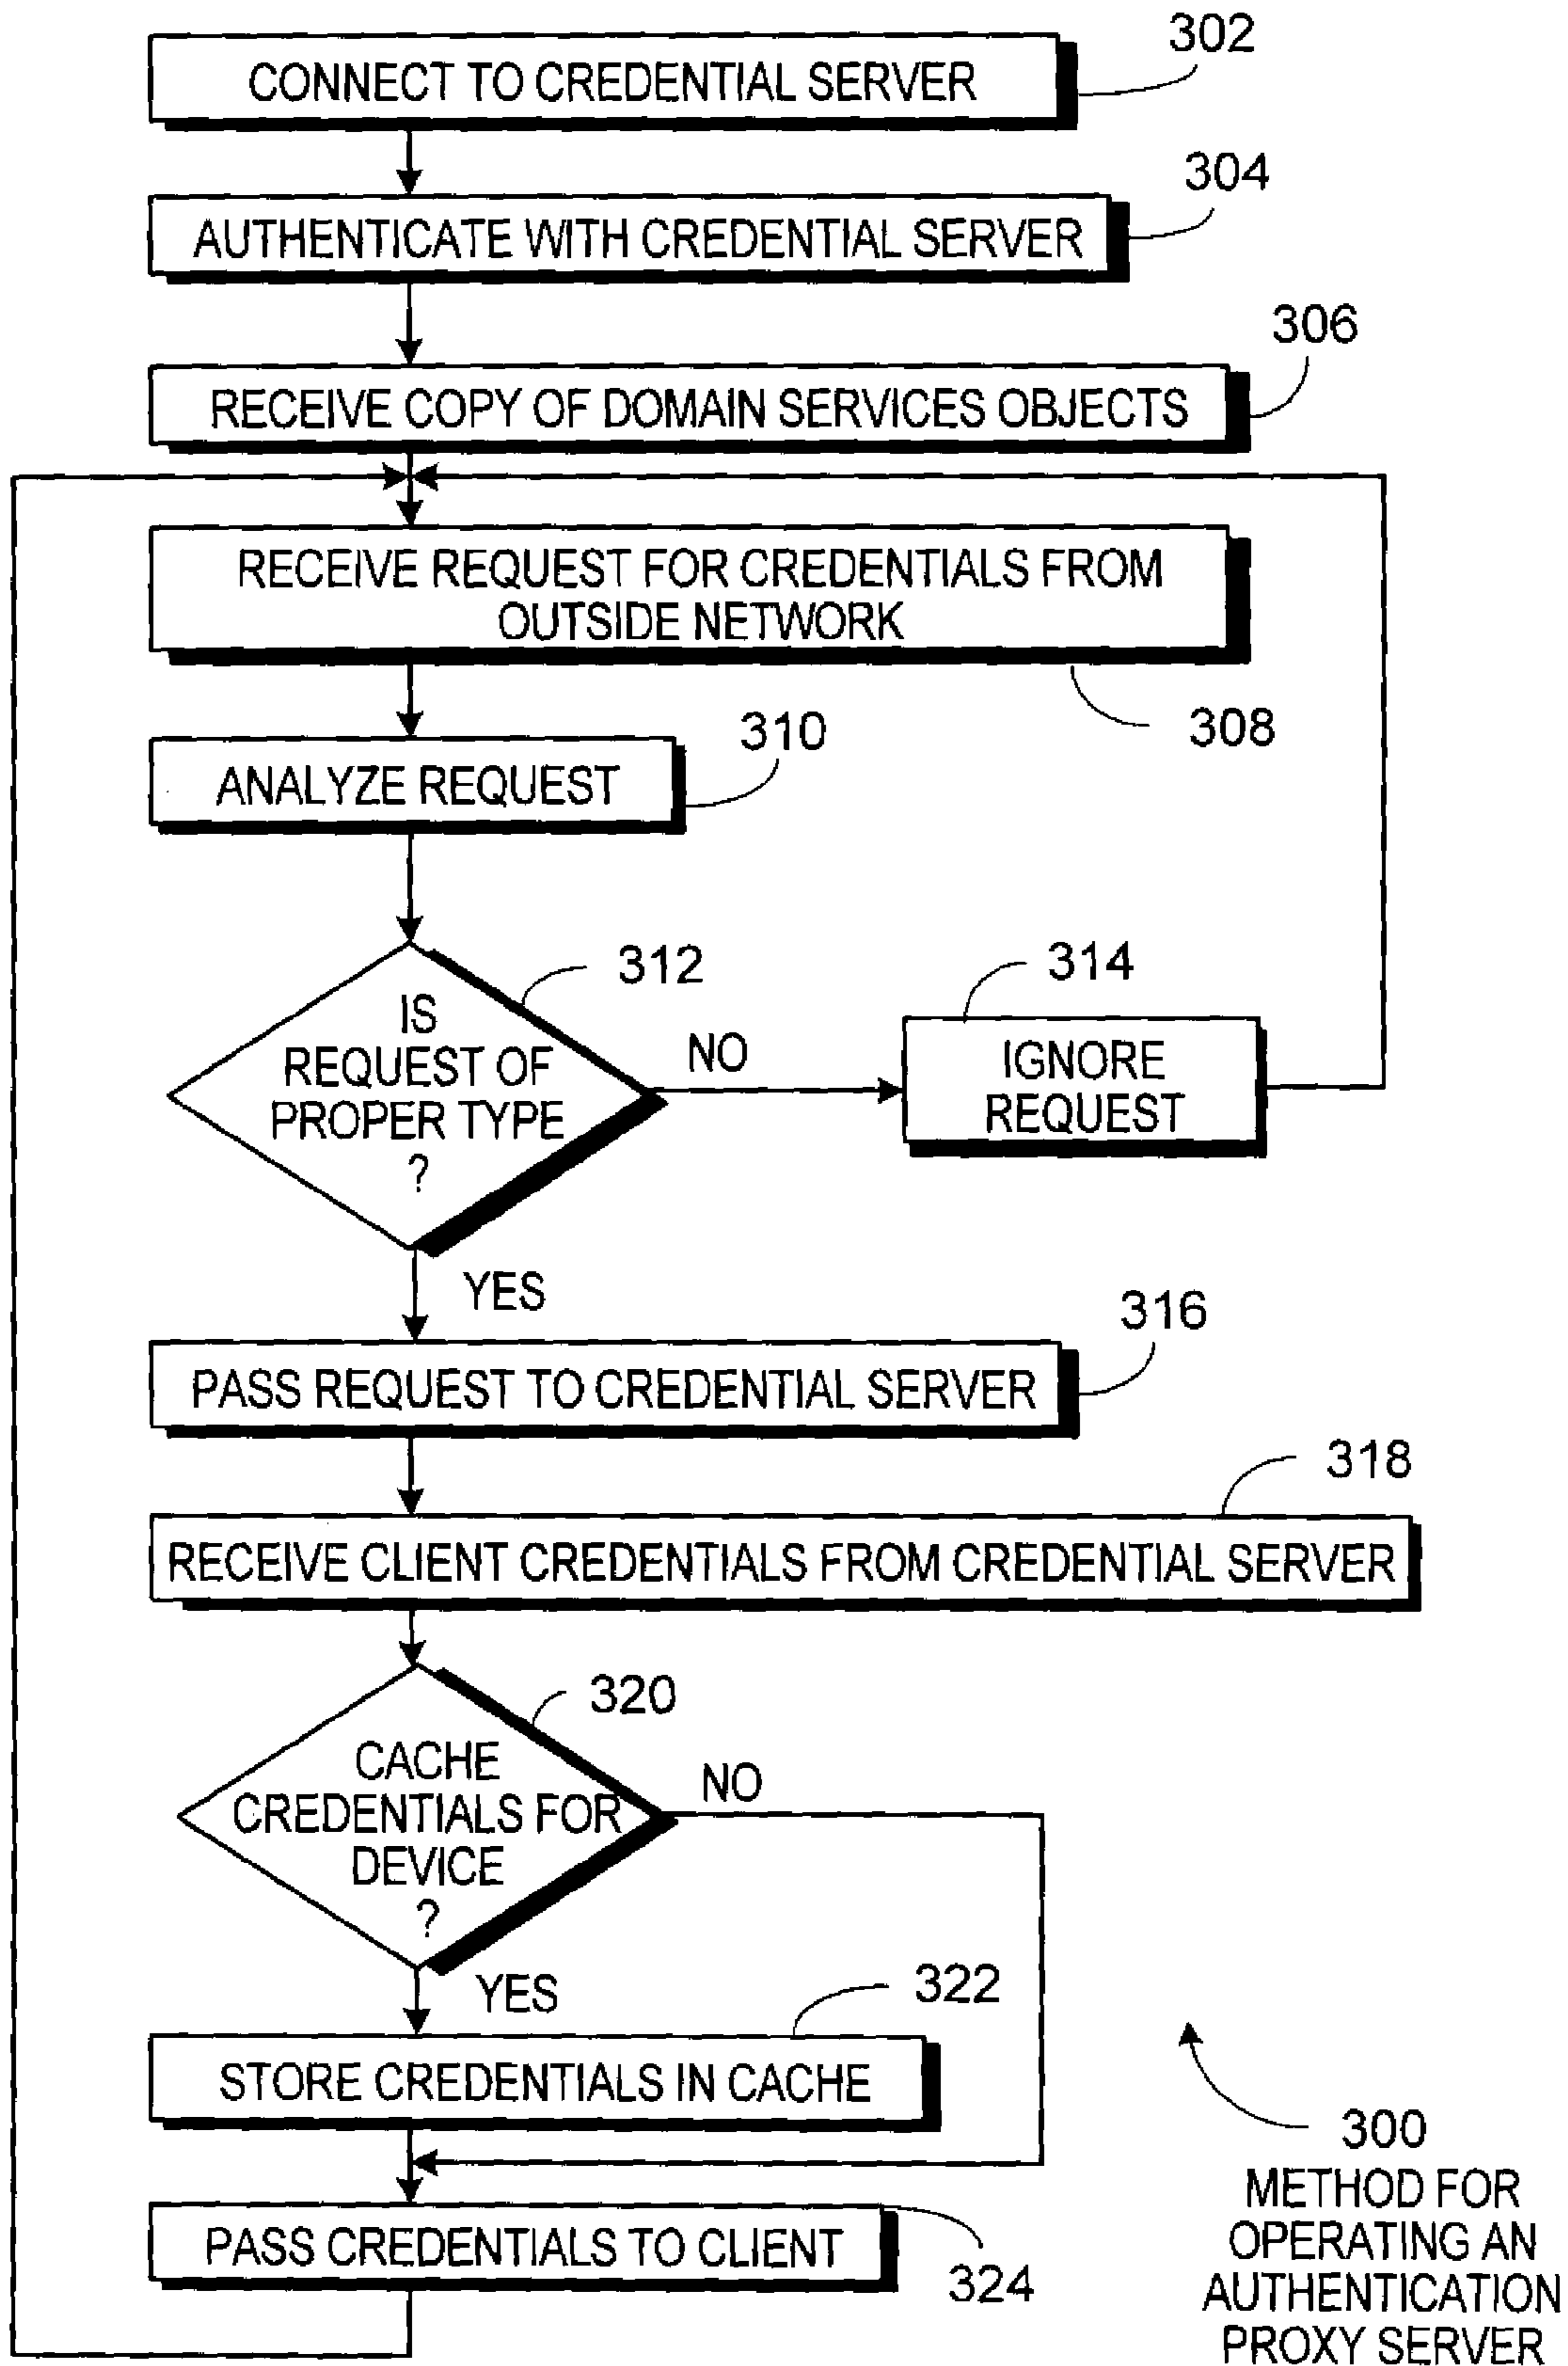 302
CONNECT TO CREDENTIAL SERVER
304
AUTHENTICATE WITH CREDENTIAL SERVER
306
RECEIVE COPY OF DOMAIN SERVICES OBJECTS
RECEIVE REQUEST FOR CREDENTIALS FROM
OUTSIDE NETWORK
308
310
ANALYZE REQUEST
312
IS
REQUEST OF
PROPER TYPE
?
NO
314
IGNORE
REQUEST
YES
316
PASS REQUEST TO CREDENTIAL SERVER
318
RECEIVE CLIENT CREDENTIALS FROM CREDENTIAL SERVER
320
CACHE
CREDENTIALS FOR
DEVICE
?
NO
YES
322
STORE CREDENTIALS IN CACHE
PASS CREDENTIALS TO CLIENT
324
300
METHOD FOR
OPERATING AN
AUTHENTICATION
PROXY SERVER